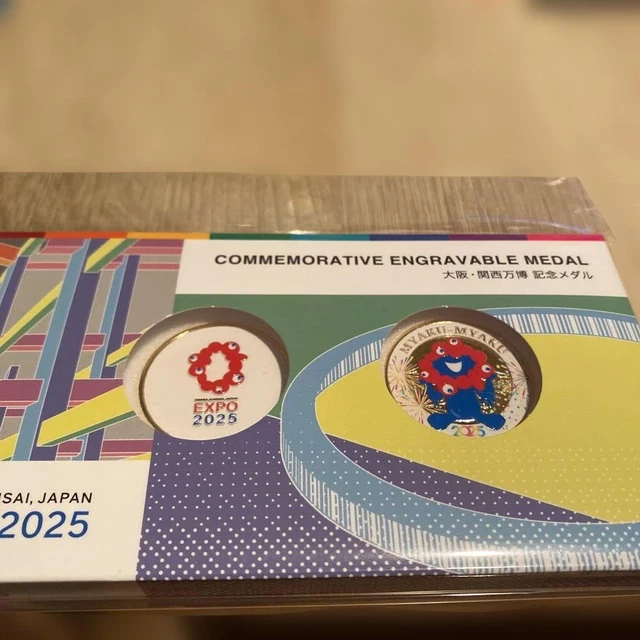 COMMEMORATIVE ENGRAVABLE MEDAL
大阪・関西万博 記念メダル
EXPO
2025
MYAKU-MYAKU
2025
SAI, JAPAN
2025